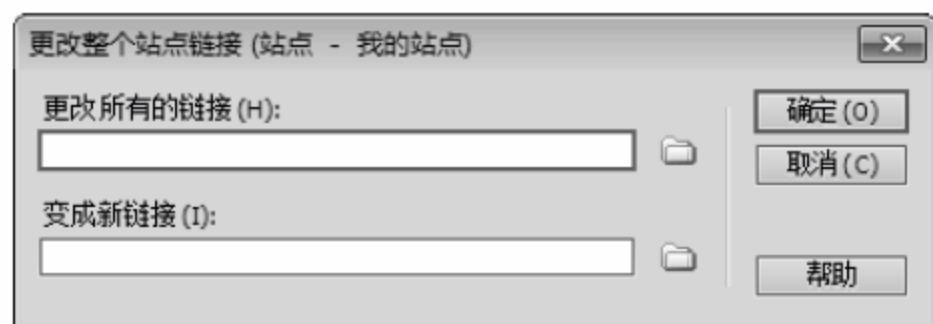 更改整个站点链接 (站点 - 我的站点)
更改所有的链接(H):
确定(O)
取消(C)
变成新链接(I):
帮助